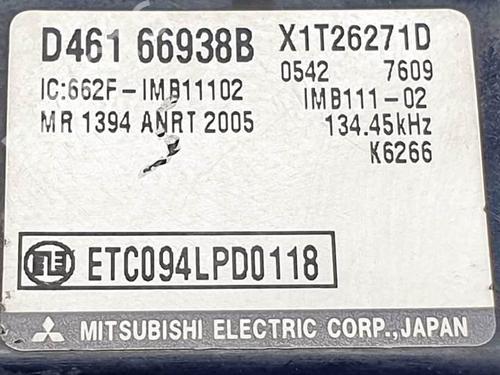 D461 66938B X1T26271D
0542 7609
IC:662F-IMB11102 IMB111-02
MR 1394 ANRT 2005 134.45kHz
K6266
ETC094LPD0118
MITSUBISHI ELECTRIC CORP.,JAPAN